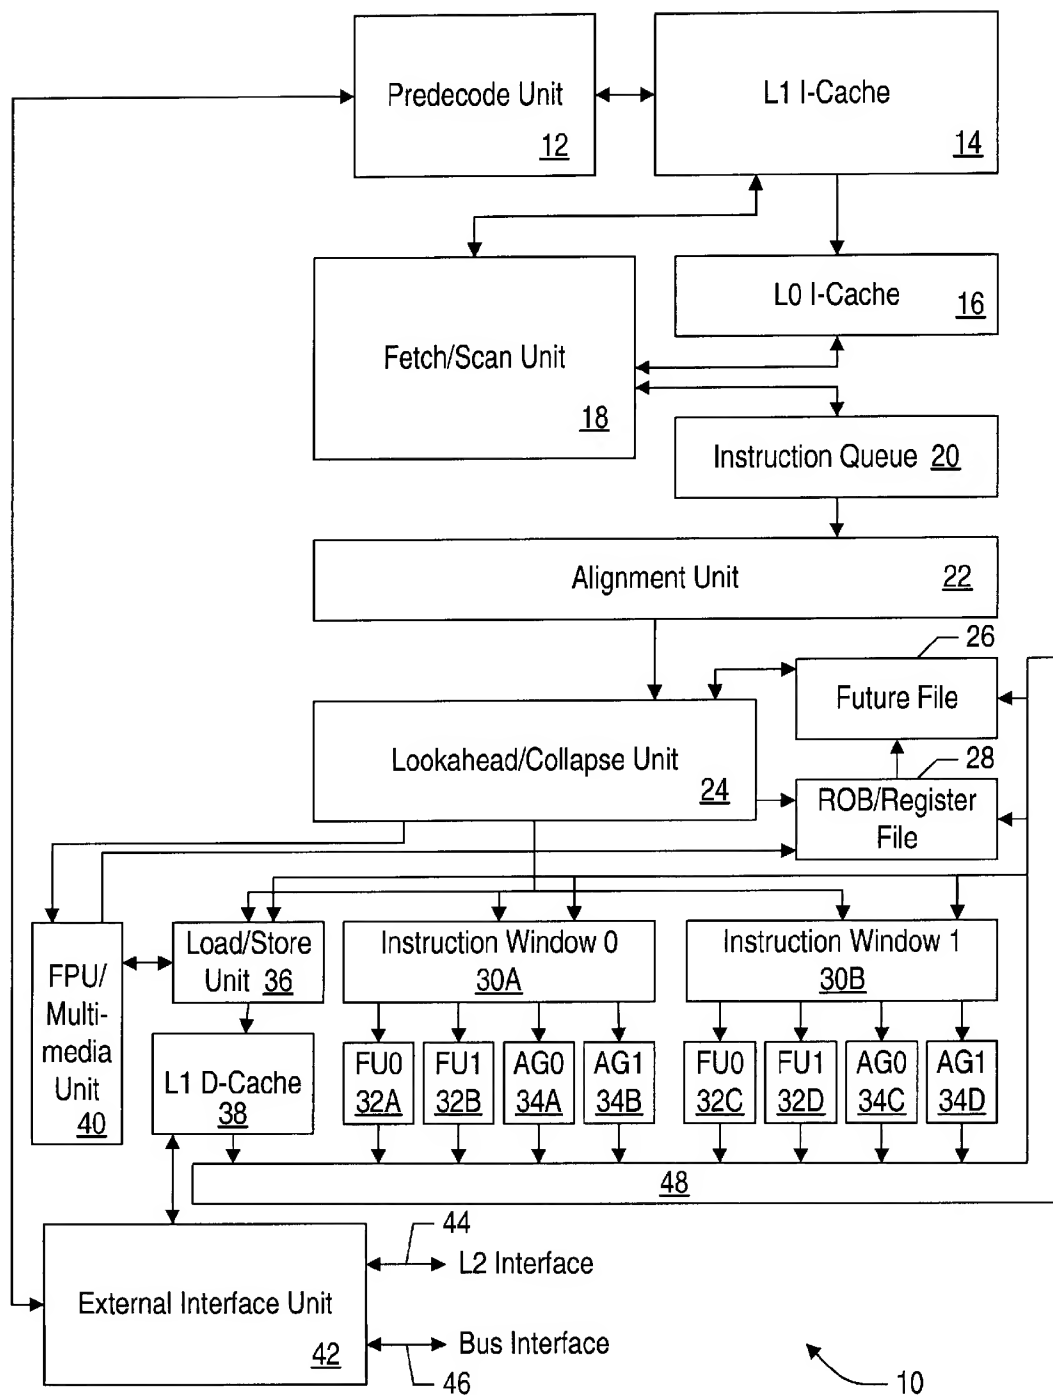 Predecode Unit
12
L1 I-Cache
14
L0 I-Cache
16
Fetch/Scan Unit
18
Instruction Queue 20
Alignment Unit
22
26
Future File
Lookahead/Collapse Unit
24
28
ROB/Register
File
FPU/
Multi-
media
Unit
40
Load/Store
Unit 36
Instruction Window 0
30A
Instruction Window 1
30B
L1 D-Cache
38
FU0
32A
FU1
32B
AG0
34A
AG1
34B
FU0
32C
FU1
32D
AG0
34C
AG1
34D
48
44
L2 Interface
External Interface Unit
42
Bus Interface
46
10